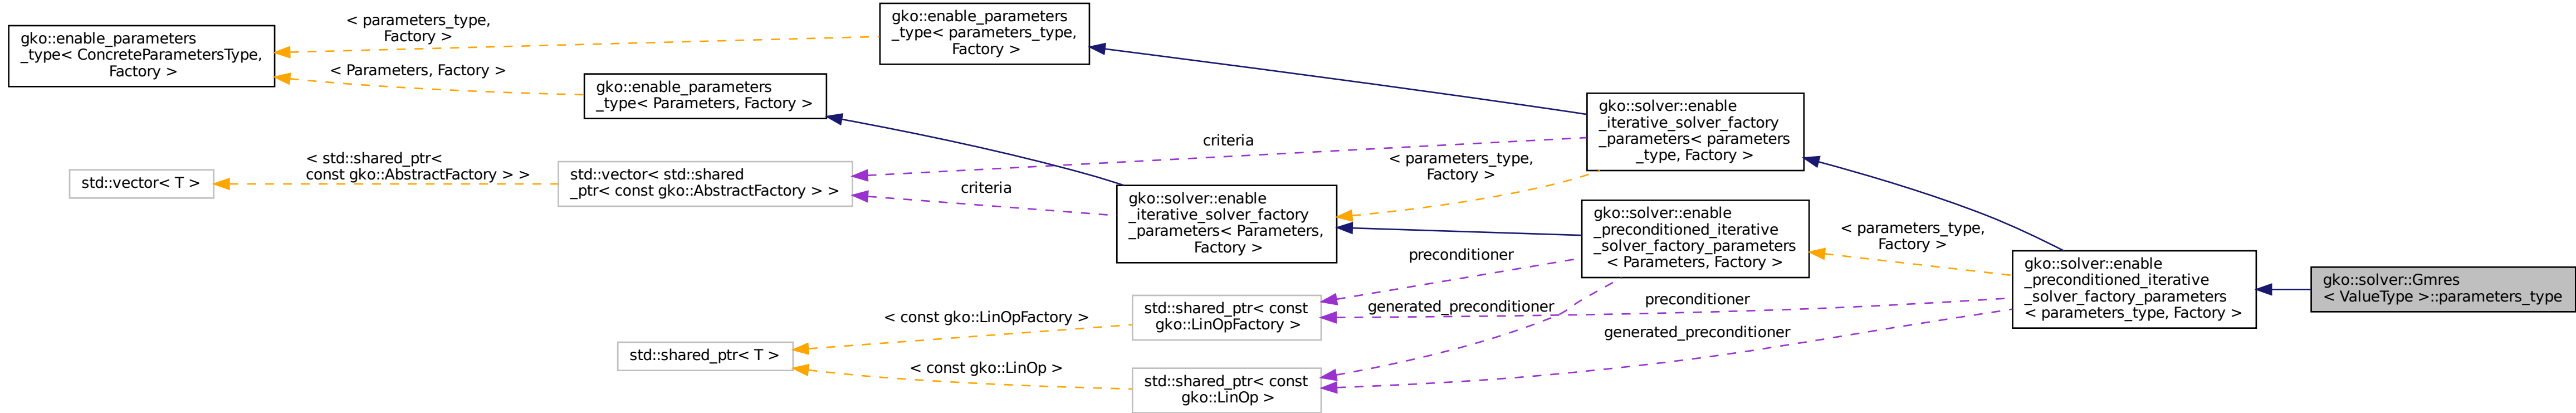 gko::enable_parameters
_type< ConcreteParametersType,
Factory >
< parameters_type,
Factory >
< Parameters, Factory >
gko::enable_parameters
_type< parameters_type,
Factory >
gko::enable_parameters
_type< Parameters, Factory >
std::vector< T >
< std::shared_ptr<
const gko::AbstractFactory > >
std::vector< std::shared
_ptr< const gko::AbstractFactory > >
criteria
criteria
gko::solver::enable
_iterative_solver_factory
_parameters< parameters
_type, Factory >
< parameters_type,
Factory >
gko::solver::enable
_iterative_solver_factory
_parameters< Parameters,
Factory >
gko::solver::enable
_preconditioned_iterative
_solver_factory_parameters
< Parameters, Factory >
< parameters_type,
Factory >
gko::solver::enable
_preconditioned_iterative
_solver_factory_parameters
< parameters_type, Factory >
gko::solver::Gmres
< ValueType >::parameters_type
preconditioner
generated_preconditioner
preconditioner
generated_preconditioner
std::shared_ptr< const
gko::LinOpFactory >
< const gko::LinOpFactory >
std::shared_ptr< T >
< const gko::LinOp >
std::shared_ptr< const
gko::LinOp >